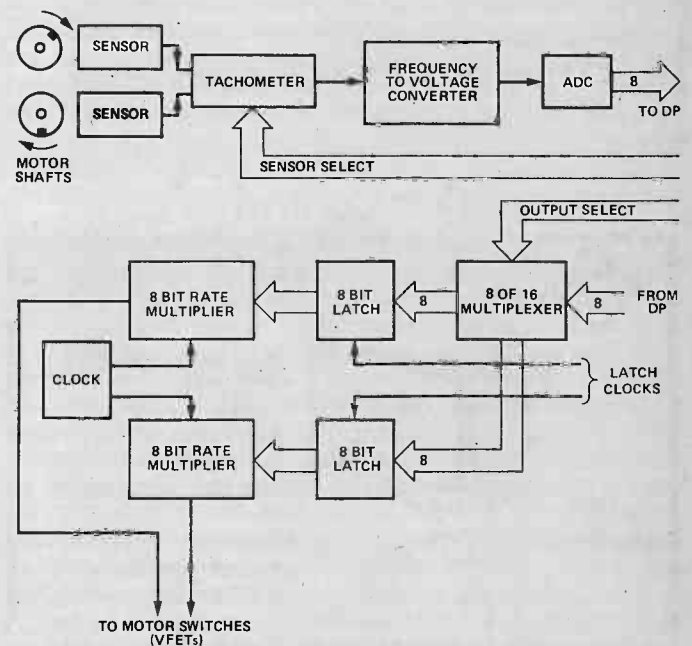 SENSOR
SENSOR
MOTOR
SHAFTS
TACHOMETER
FREQUENCY
TO VOLTAGE
CONVERTER
ADC
8
TO DP
SENSOR SELECT
OUTPUT SELECT
8 BIT RATE
MULTIPLIER
8 BIT
LATCH
8
8 OF 16
MULTIPLEXER
8
FROM
DP
CLOCK
LATCH
CLOCKS
8 BIT RATE
MULTIPLIER
8 BIT
LATCH
8
TO MOTOR SWITCHES
(VFETs)